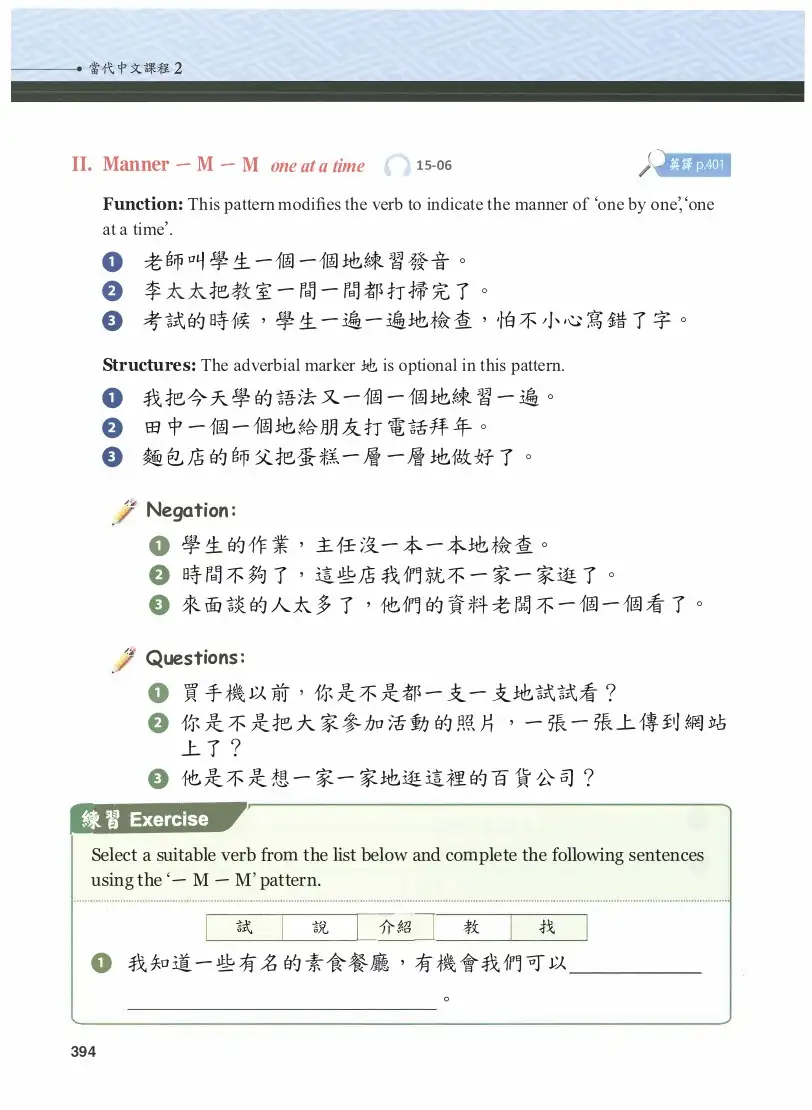 當代中文課程 2
II. Manner 一 M 一 M one at a time 15-06 英譯 p.401
Function: This pattern modifies the verb to indicate the manner of ‘one by one’, ‘one
at a time’.
1 老師叫學生一個一個地練習發音。
2 李太太把教室一間一間都打掃完了。
3 考試的時候，學生一遍一遍地檢查，怕不小心寫錯了字。
Structures: The adverbial marker 地 is optional in this pattern.
1 我把今天學的語法又一個一個地練習一遍。
2 田中一個一個地給朋友打電話拜年。
3 麵包店的師父把蛋糕一層一層地做好了。
Negation:
1 學生的作業，主任沒一本一本地檢查。
2 時間不夠了，這些店我們就不一家一家逛了。
3 來面談的人太多了，他們的資料老闆不一個一個看了。
Questions:
1 買手機以前，你是不是都一支一支地試試看？
2 你是不是把大家參加活動的照片，一張一張上傳到網站
上了？
3 他是不是想一家一家地逛這裡的百貨公司？
練習 Exercise
Select a suitable verb from the list below and complete the following sentences
using the ‘一 M 一 M’ pattern.
試 說 介紹 教 找
1 我知道一些有名的素食餐廳，有機會我們可以
。
394